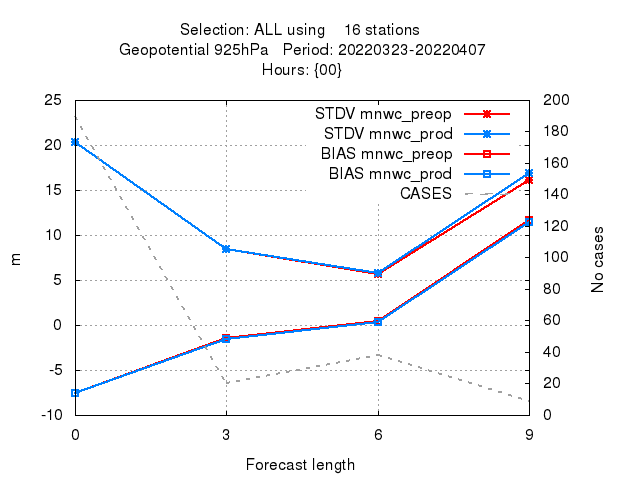 Selection: ALL using    16 stations
Geopotential 925hPa   Period: 20220323-20220407
Hours: {00}
25 200
STDV mnwc_preop
180
STDV mnwc_prod
20
BIAS mnwc_preop
160
BIAS mnwc_prod
15
140
CASES
10
120
m
No cases
100
5
80
0
60
-5
40
20
-10 0
0 3 6 9
Forecast length